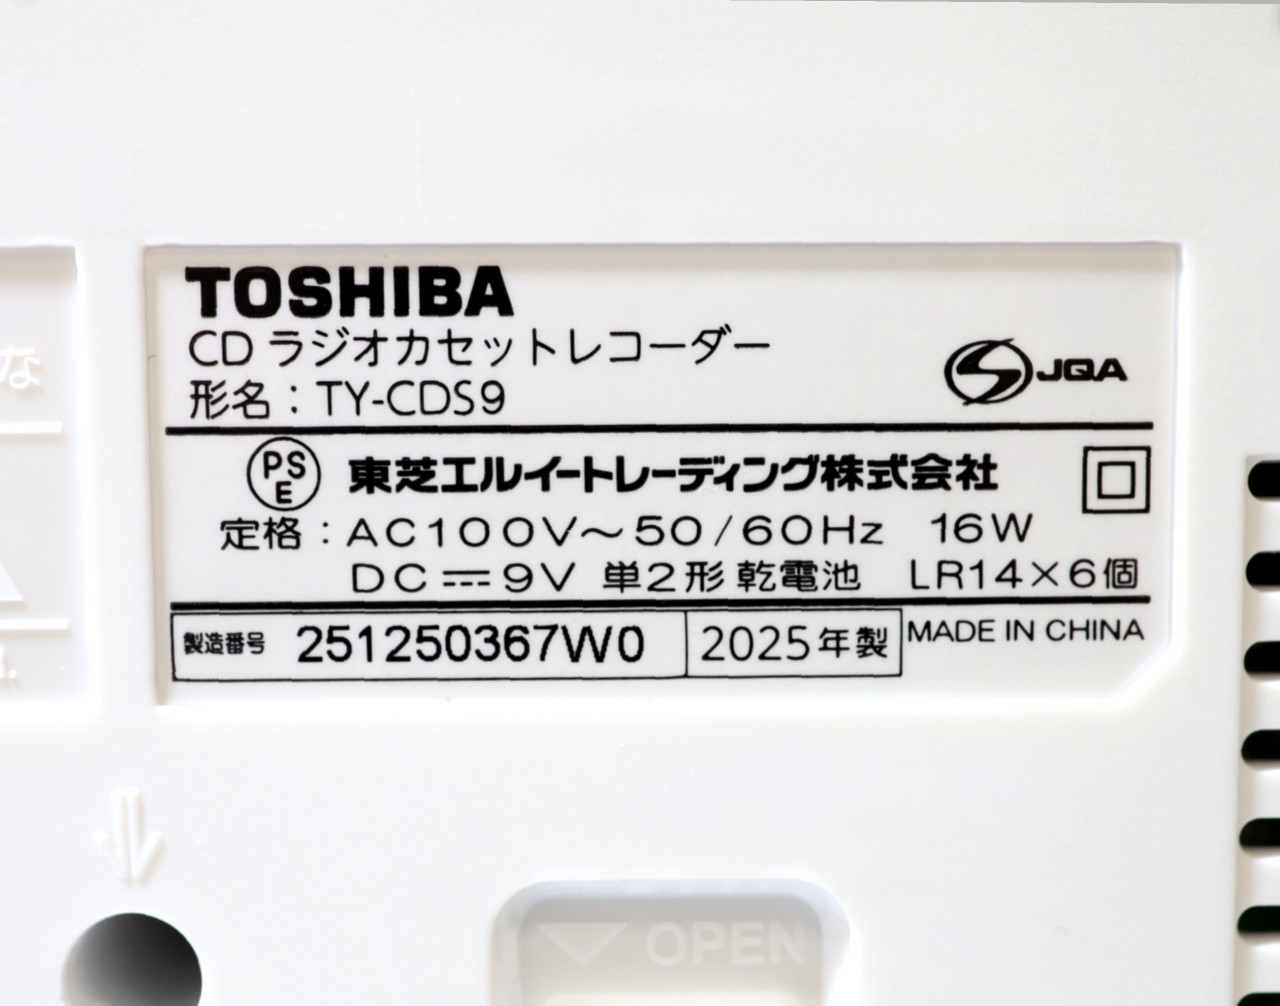 TOSHIBA
CD ラジオカセットレコーダー
形名：TY-CDS9
JQA
PSE 東芝エルイートレーディング株式会社
定格：AC100V～50/60Hz 16W
DC⎓9V 単2形乾電池 LR14×6個
製造番号 251250367W0 2025年製 MADE IN CHINA
な
OPEN